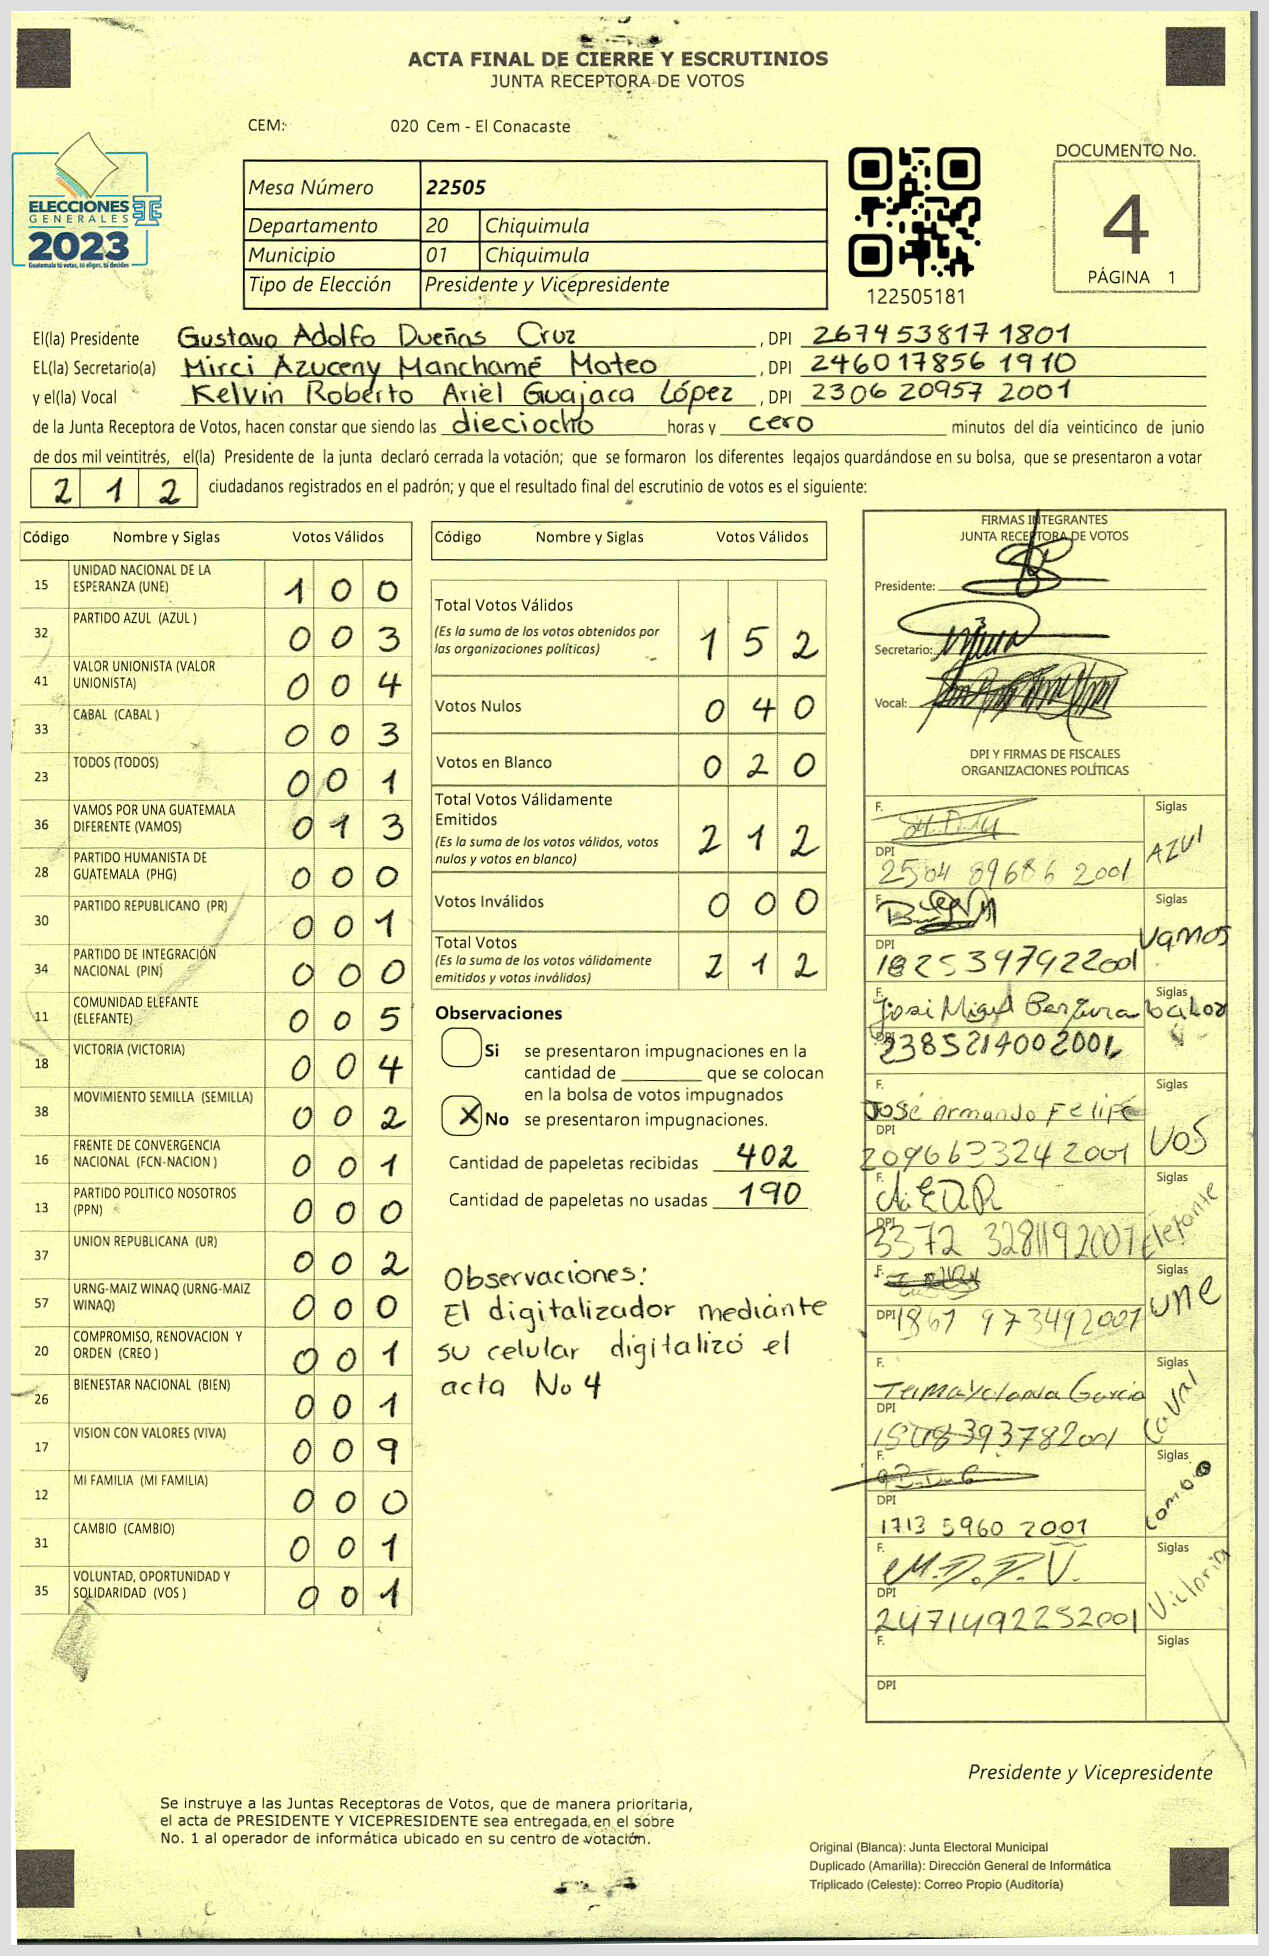 ACTA FINAL DE CIERRE Y ESCRUTINIOS
JUNTA RECEPTORA DE VOTOS
CEM: 020 Cem - El Conacaste
ELECCIONES
GENERALES
2023
Guatemala tú votas, tú eliges, tú decides
Mesa Número 22505
Departamento 20 Chiquimula
Municipio 01 Chiquimula
Tipo de Elección Presidente y Vicepresidente
122505181
DOCUMENTO No.
4
PÁGINA 1
El(la) Presidente Gustavo Adolfo Dueñas Cruz , DPI 267453817 1801
EL(la) Secretario(a) Mirci Azuceny Manchamé Mateo , DPI 246017856 1910
y el(la) Vocal Kelvin Roberto Ariel Guajaca López , DPI 2306 20957 2001
de la Junta Receptora de Votos, hacen constar que siendo las dieciocho horas y cero minutos del día veinticinco de junio
de dos mil veintitrés, el(la) Presidente de la junta declaró cerrada la votación; que se formaron los diferentes legajos guardándose en su bolsa, que se presentaron a votar
212 ciudadanos registrados en el padrón; y que el resultado final del escrutinio de votos es el siguiente:
Código Nombre y Siglas Votos Válidos
15 UNIDAD NACIONAL DE LA ESPERANZA (UNE) 1 0 0
32 PARTIDO AZUL (AZUL ) 0 0 3
41 VALOR UNIONISTA (VALOR UNIONISTA) 0 0 4
33 CABAL (CABAL ) 0 0 3
23 TODOS (TODOS) 0 0 1
36 VAMOS POR UNA GUATEMALA DIFERENTE (VAMOS) 0 1 3
28 PARTIDO HUMANISTA DE GUATEMALA (PHG) 0 0 0
30 PARTIDO REPUBLICANO (PR) 0 0 1
34 PARTIDO DE INTEGRACIÓN NACIONAL (PIN) 0 0 0
11 COMUNIDAD ELEFANTE (ELEFANTE) 0 0 5
18 VICTORIA (VICTORIA) 0 0 4
38 MOVIMIENTO SEMILLA (SEMILLA) 0 0 2
16 FRENTE DE CONVERGENCIA NACIONAL (FCN-NACION ) 0 0 1
13 PARTIDO POLITICO NOSOTROS (PPN) 0 0 0
37 UNION REPUBLICANA (UR) 0 0 2
57 URNG-MAIZ WINAQ (URNG-MAIZ WINAQ) 0 0 0
20 COMPROMISO, RENOVACION Y ORDEN (CREO ) 0 0 1
26 BIENESTAR NACIONAL (BIEN) 0 0 1
17 VISION CON VALORES (VIVA) 0 0 9
12 MI FAMILIA (MI FAMILIA) 0 0 0
31 CAMBIO (CAMBIO) 0 0 1
35 VOLUNTAD, OPORTUNIDAD Y SOLIDARIDAD (VOS ) 0 0 1
Código Nombre y Siglas Votos Válidos
Total Votos Válidos
(Es la suma de los votos obtenidos por
las organizaciones políticas) 1 5 2
Votos Nulos 0 4 0
Votos en Blanco 0 2 0
Total Votos Válidamente
Emitidos
(Es la suma de los votos válidos, votos
nulos y votos en blanco) 2 1 2
Votos Inválidos 0 0 0
Total Votos
(Es la suma de los votos válidamente
emitidos y votos inválidos) 2 1 2
Observaciones
Si se presentaron impugnaciones en la
cantidad de ________ que se colocan
en la bolsa de votos impugnados
X No se presentaron impugnaciones.
Cantidad de papeletas recibidas 402
Cantidad de papeletas no usadas 190
Observaciones:
El digitalizador mediante
su celular digitalizó el
acta No 4
FIRMAS INTEGRANTES
JUNTA RECEPTORA DE VOTOS
Presidente:
Secretario:
Vocal:
DPI Y FIRMAS DE FISCALES
ORGANIZACIONES POLÍTICAS
F. Siglas AZUL
DPI 2504 89686 2001
F. Siglas Vamos
DPI 1825397922001
F. Siglas
DPI 2385214002001
F. José Armando Felipe Siglas VOS
DPI 2096633242001
F. Siglas Elefante
DPI 3372 328119 2001
F. Siglas une
DPI 1867 973492001
F. Siglas
DPI
F. Siglas
DPI 1713 5960 2001
F. M.D.P.V. Siglas Victoria
DPI 2471492252001
F. Siglas
DPI
Presidente y Vicepresidente
Se instruye a las Juntas Receptoras de Votos, que de manera prioritaria,
el acta de PRESIDENTE Y VICEPRESIDENTE sea entregada en el sobre
No. 1 al operador de informática ubicado en su centro de votación.
Original (Blanca): Junta Electoral Municipal
Duplicado (Amarilla): Dirección General de Informática
Triplicado (Celeste): Correo Propio (Auditoría)